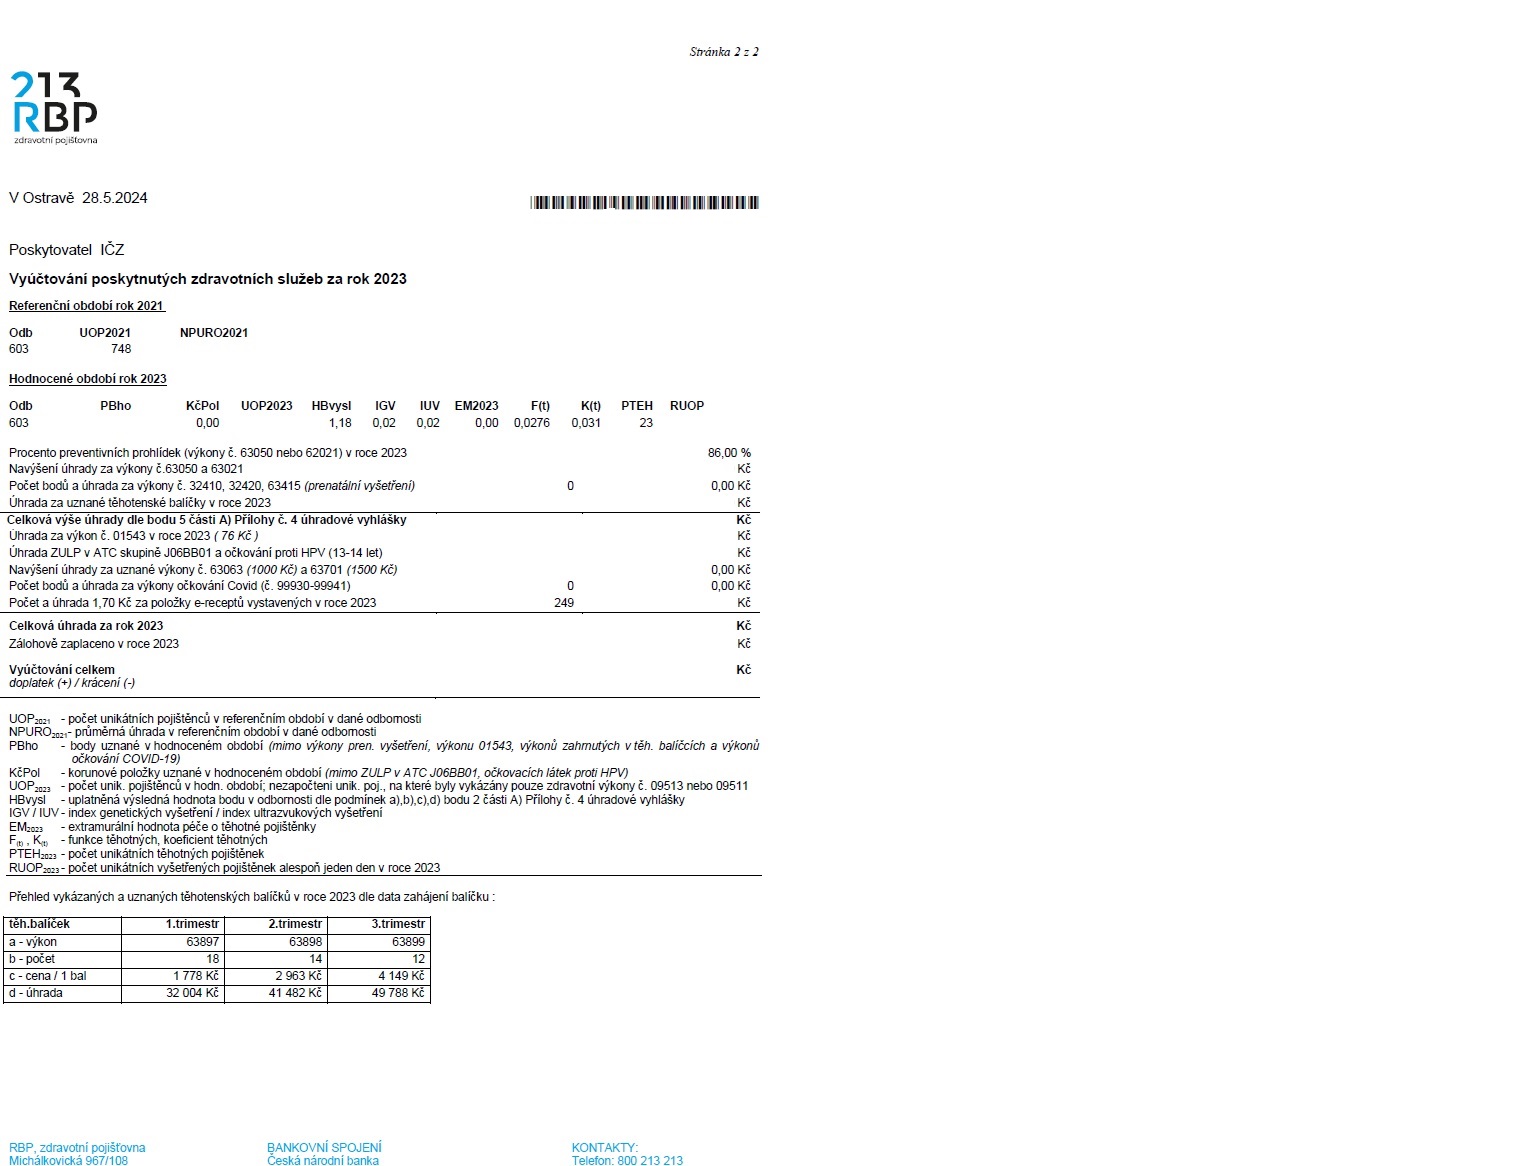 Stránka 2 z 2
213
RBP
zdravotní pojišťovna
V Ostravě 28.5.2024
Poskytovatel IČZ
Vyúčtování poskytnutých zdravotních služeb za rok 2023
Referenční období rok 2021
Odb UOP2021 NPURO2021
603 748
Hodnocené období rok 2023
Odb PBho KčPol UOP2023 HBvysl IGV IUV EM2023 F(t) K(t) PTEH RUOP
603 0,00 1,18 0,02 0,02 0,00 0,0276 0,031 23
Procento preventivních prohlídek (výkony č. 63050 nebo 62021) v roce 2023 86,00 %
Navýšení úhrady za výkony č.63050 a 63021 Kč
Počet bodů a úhrada za výkony č. 32410, 32420, 63415 (prenatální vyšetření) 0 0,00 Kč
Úhrada za uznané těhotenské balíčky v roce 2023 Kč
Celková výše úhrady dle bodu 5 části A) Přílohy č. 4 úhradové vyhlášky Kč
Úhrada za výkon č. 01543 v roce 2023 ( 76 Kč ) Kč
Úhrada ZULP v ATC skupině J06BB01 a očkování proti HPV (13-14 let) Kč
Navýšení úhrady za uznané výkony č. 63063 (1000 Kč) a 63701 (1500 Kč) 0,00 Kč
Počet bodů a úhrada za výkony očkování Covid (č. 99930-99941) 0 0,00 Kč
Počet a úhrada 1,70 Kč za položky e-receptů vystavených v roce 2023 249 Kč
Celková úhrada za rok 2023 Kč
Zálohově zaplaceno v roce 2023 Kč
Vyúčtování celkem Kč
doplatek (+) / krácení (-)
UOP2021 - počet unikátních pojištěnců v referenčním období v dané odbornosti
NPURO2021- průměrná úhrada v referenčním období v dané odbornosti
PBho - body uznané v hodnoceném období (mimo výkony pren. vyšetření, výkonu 01543, výkonů zahrnutých v těh. balíčcích a výkonů
očkování COVID-19)
KčPol - korunové položky uznané v hodnoceném období (mimo ZULP v ATC J06BB01, očkovacích látek proti HPV)
UOP2023 - počet unik. pojištěnců v hodn. období; nezapočteni unik. poj., na které byly vykázány pouze zdravotní výkony č. 09513 nebo 09511
HBvysl - uplatněná výsledná hodnota bodu v odbornosti dle podmínek a),b),c),d) bodu 2 části A) Přílohy č. 4 úhradové vyhlášky
IGV / IUV - index genetických vyšetření / index ultrazvukových vyšetření
EM2023 - extramurální hodnota péče o těhotné pojištěnky
F(t) , K(t) - funkce těhotných, koeficient těhotných
PTEH2023 - počet unikátních těhotných pojištěnek
RUOP2023 - počet unikátních vyšetřených pojištěnek alespoň jeden den v roce 2023
Přehled vykázaných a uznaných těhotenských balíčků v roce 2023 dle data zahájení balíčku :
těh.balíček 1.trimestr 2.trimestr 3.trimestr
a - výkon 63897 63898 63899
b - počet 18 14 12
c - cena / 1 bal 1 778 Kč 2 963 Kč 4 149 Kč
d - úhrada 32 004 Kč 41 482 Kč 49 788 Kč
RBP, zdravotní pojišťovna BANKOVNÍ SPOJENÍ KONTAKTY:
Michálkovická 967/108 Česká národní banka Telefon: 800 213 213